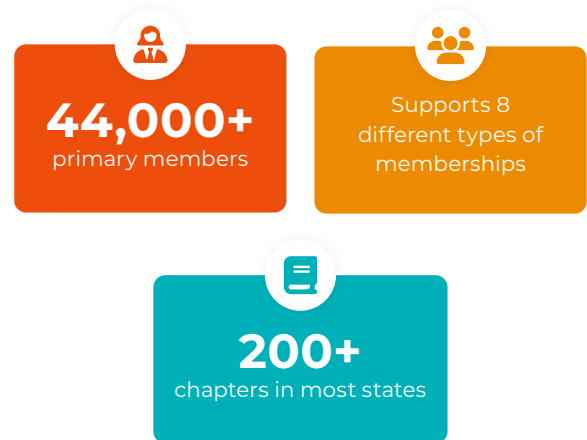 44,000+
primary members
Supports 8
different types of
memberships
200+
chapters in most states